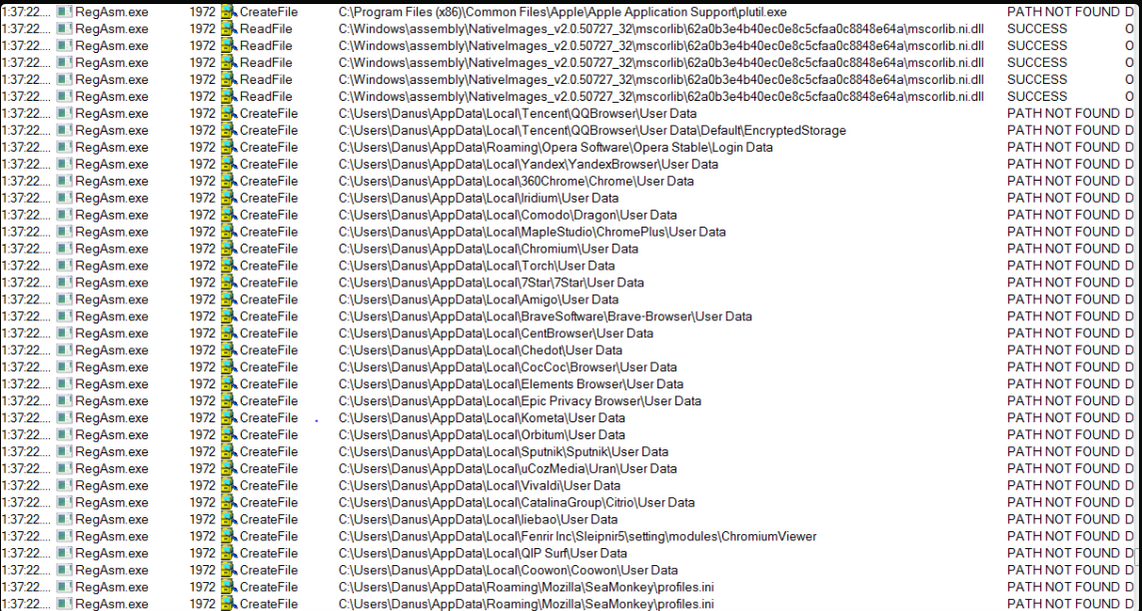 1:37:22.... RegAsm.exe 1972 CreateFile C:\Program Files (x86)\Common Files\Apple\Apple Application Support\plutil.exe PATH NOT FOUND D
1:37:22.... RegAsm.exe 1972 ReadFile C:\Windows\assembly\NativeImages_v2.0.50727_32\mscorlib\62a0b3e4b40ec0e8c5cfaa0c8848e64a\mscorlib.ni.dll SUCCESS O
1:37:22.... RegAsm.exe 1972 ReadFile C:\Windows\assembly\NativeImages_v2.0.50727_32\mscorlib\62a0b3e4b40ec0e8c5cfaa0c8848e64a\mscorlib.ni.dll SUCCESS O
1:37:22.... RegAsm.exe 1972 ReadFile C:\Windows\assembly\NativeImages_v2.0.50727_32\mscorlib\62a0b3e4b40ec0e8c5cfaa0c8848e64a\mscorlib.ni.dll SUCCESS O
1:37:22.... RegAsm.exe 1972 ReadFile C:\Windows\assembly\NativeImages_v2.0.50727_32\mscorlib\62a0b3e4b40ec0e8c5cfaa0c8848e64a\mscorlib.ni.dll SUCCESS O
1:37:22.... RegAsm.exe 1972 ReadFile C:\Windows\assembly\NativeImages_v2.0.50727_32\mscorlib\62a0b3e4b40ec0e8c5cfaa0c8848e64a\mscorlib.ni.dll SUCCESS O
1:37:22.... RegAsm.exe 1972 CreateFile C:\Users\Danus\AppData\Local\Tencent\QQBrowser\User Data PATH NOT FOUND D
1:37:22.... RegAsm.exe 1972 CreateFile C:\Users\Danus\AppData\Local\Tencent\QQBrowser\User Data\Default\EncryptedStorage PATH NOT FOUND D
1:37:22.... RegAsm.exe 1972 CreateFile C:\Users\Danus\AppData\Roaming\Opera Software\Opera Stable\Login Data PATH NOT FOUND D
1:37:22.... RegAsm.exe 1972 CreateFile C:\Users\Danus\AppData\Local\Yandex\YandexBrowser\User Data PATH NOT FOUND D
1:37:22.... RegAsm.exe 1972 CreateFile C:\Users\Danus\AppData\Local\360Chrome\Chrome\User Data PATH NOT FOUND D
1:37:22.... RegAsm.exe 1972 CreateFile C:\Users\Danus\AppData\Local\Iridium\User Data PATH NOT FOUND D
1:37:22.... RegAsm.exe 1972 CreateFile C:\Users\Danus\AppData\Local\Comodo\Dragon\User Data PATH NOT FOUND D
1:37:22.... RegAsm.exe 1972 CreateFile C:\Users\Danus\AppData\Local\MapleStudio\ChromePlus\User Data PATH NOT FOUND D
1:37:22.... RegAsm.exe 1972 CreateFile C:\Users\Danus\AppData\Local\Chromium\User Data PATH NOT FOUND D
1:37:22.... RegAsm.exe 1972 CreateFile C:\Users\Danus\AppData\Local\Torch\User Data PATH NOT FOUND D
1:37:22.... RegAsm.exe 1972 CreateFile C:\Users\Danus\AppData\Local\7Star\7Star\User Data PATH NOT FOUND D
1:37:22.... RegAsm.exe 1972 CreateFile C:\Users\Danus\AppData\Local\Amigo\User Data PATH NOT FOUND D
1:37:22.... RegAsm.exe 1972 CreateFile C:\Users\Danus\AppData\Local\BraveSoftware\Brave-Browser\User Data PATH NOT FOUND D
1:37:22.... RegAsm.exe 1972 CreateFile C:\Users\Danus\AppData\Local\CentBrowser\User Data PATH NOT FOUND D
1:37:22.... RegAsm.exe 1972 CreateFile C:\Users\Danus\AppData\Local\Chedot\User Data PATH NOT FOUND D
1:37:22.... RegAsm.exe 1972 CreateFile C:\Users\Danus\AppData\Local\CocCoc\Browser\User Data PATH NOT FOUND D
1:37:22.... RegAsm.exe 1972 CreateFile C:\Users\Danus\AppData\Local\Elements Browser\User Data PATH NOT FOUND D
1:37:22.... RegAsm.exe 1972 CreateFile C:\Users\Danus\AppData\Local\Epic Privacy Browser\User Data PATH NOT FOUND D
1:37:22.... RegAsm.exe 1972 CreateFile C:\Users\Danus\AppData\Local\Kometa\User Data PATH NOT FOUND D
1:37:22.... RegAsm.exe 1972 CreateFile C:\Users\Danus\AppData\Local\Orbitum\User Data PATH NOT FOUND D
1:37:22.... RegAsm.exe 1972 CreateFile C:\Users\Danus\AppData\Local\Sputnik\Sputnik\User Data PATH NOT FOUND D
1:37:22.... RegAsm.exe 1972 CreateFile C:\Users\Danus\AppData\Local\uCozMedia\Uran\User Data PATH NOT FOUND D
1:37:22.... RegAsm.exe 1972 CreateFile C:\Users\Danus\AppData\Local\Vivaldi\User Data PATH NOT FOUND D
1:37:22.... RegAsm.exe 1972 CreateFile C:\Users\Danus\AppData\Local\CatalinaGroup\Citrio\User Data PATH NOT FOUND D
1:37:22.... RegAsm.exe 1972 CreateFile C:\Users\Danus\AppData\Local\liebao\User Data PATH NOT FOUND D
1:37:22.... RegAsm.exe 1972 CreateFile C:\Users\Danus\AppData\Local\Fenrir Inc\Sleipnir5\setting\modules\ChromiumViewer PATH NOT FOUND D
1:37:22.... RegAsm.exe 1972 CreateFile C:\Users\Danus\AppData\Local\QIP Surf\User Data PATH NOT FOUND D
1:37:22.... RegAsm.exe 1972 CreateFile C:\Users\Danus\AppData\Local\Coowon\Coowon\User Data PATH NOT FOUND D
1:37:22.... RegAsm.exe 1972 CreateFile C:\Users\Danus\AppData\Roaming\Mozilla\SeaMonkey\profiles.ini PATH NOT FOUND D
1:37:22.... RegAsm.exe 1972 CreateFile C:\Users\Danus\AppData\Roaming\Mozilla\SeaMonkey\profiles.ini PATH NOT FOUND D